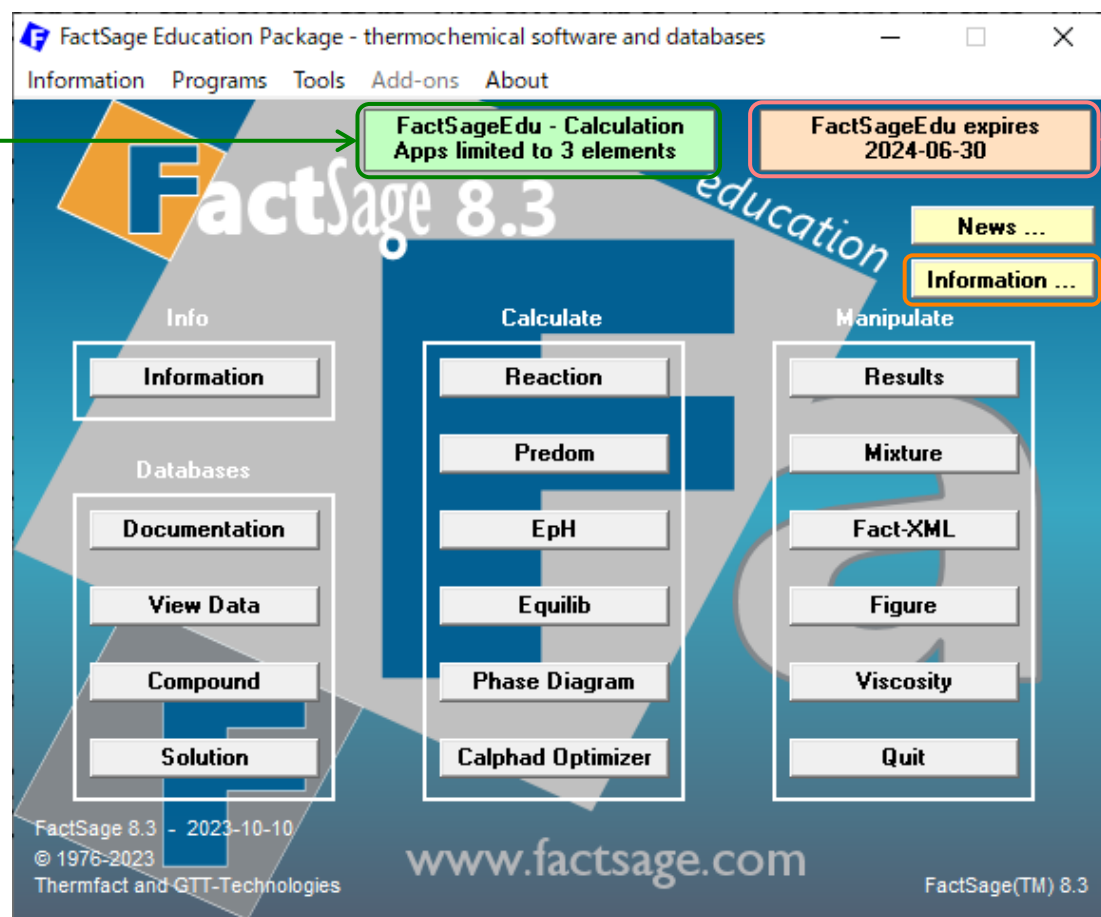 FactSage Education Package - thermochemical software and databases
Information Programs Tools Add-ons About
FactSageEdu - Calculation
Apps limited to 3 elements
FactSageEdu expires
2024-06-30
FactSage 8.3
education
News ...
Information ...
Info
Information
Databases
Documentation
View Data
Compound
Solution
Calculate
Reaction
Predom
EpH
Equilib
Phase Diagram
Calphad Optimizer
Manipulate
Results
Mixture
Fact-XML
Figure
Viscosity
Quit
FactSage 8.3 - 2023-10-10
© 1976-2023
Thermfact and GTT-Technologies
www.factsage.com
FactSage(TM) 8.3